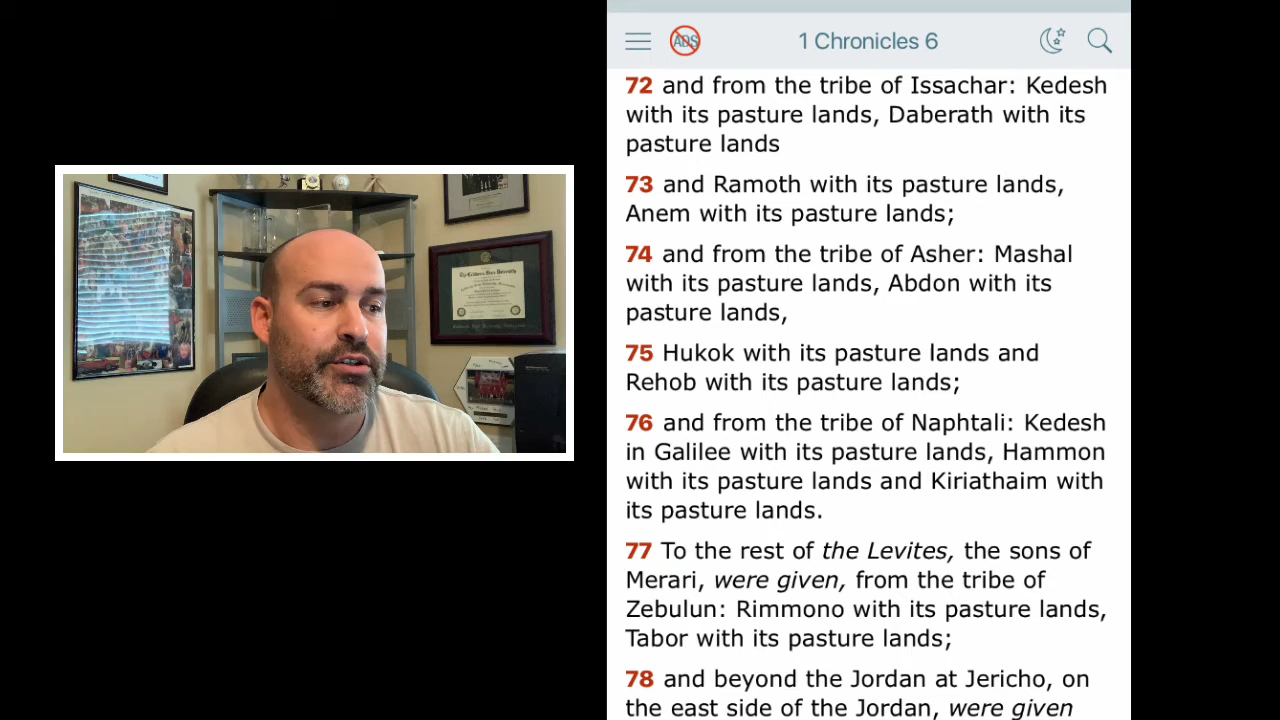 ADS
1 Chronicles 6
72 and from the tribe of Issachar: Kedesh
with its pasture lands, Daberath with its
pasture lands
73 and Ramoth with its pasture lands,
Anem with its pasture lands;
74 and from the tribe of Asher: Mashal
with its pasture lands, Abdon with its
pasture lands,
75 Hukok with its pasture lands and
Rehob with its pasture lands;
76 and from the tribe of Naphtali: Kedesh
in Galilee with its pasture lands, Hammon
with its pasture lands and Kiriathaim with
its pasture lands.
77 To the rest of the Levites, the sons of
Merari, were given, from the tribe of
Zebulun: Rimmono with its pasture lands,
Tabor with its pasture lands;
78 and beyond the Jordan at Jericho, on
the east side of the Jordan, were given